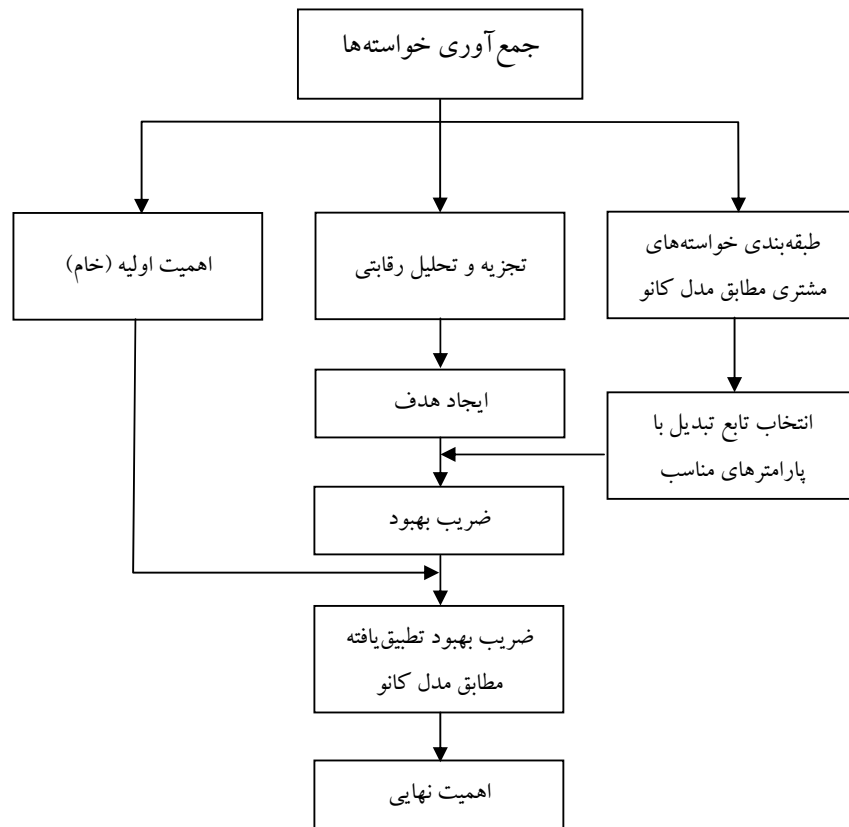 جمع‌آوری خواسته‌ها
طبقه‌بندی خواسته‌های
مشتری مطابق مدل کانو
تجزیه و تحلیل رقابتی
اهمیت اولیه (خام)
ایجاد هدف
انتخاب تابع تبدیل با
پارامترهای مناسب
ضریب بهبود
ضریب بهبود تطبیق‌یافته
مطابق مدل کانو
اهمیت نهایی